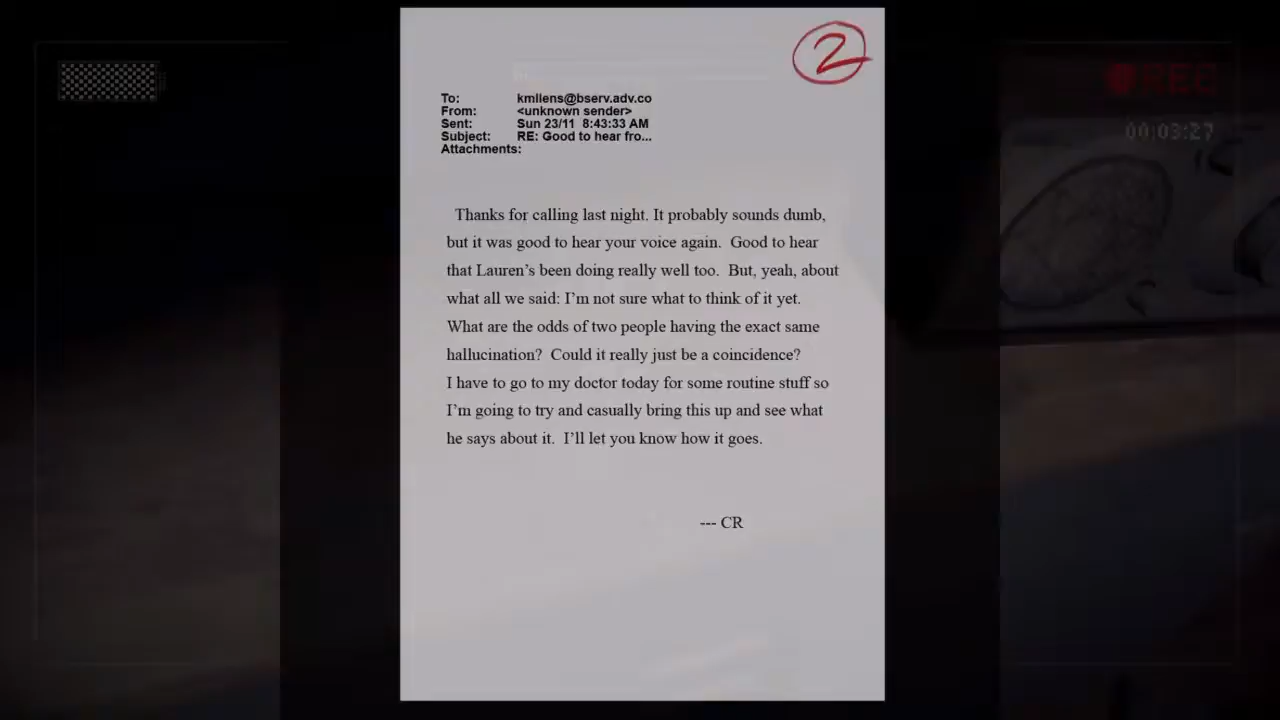 2
To: kmllens@bserv.adv.co
From: <unknown sender>
Sent: Sun 23/11 8:43:33 AM
Subject: RE: Good to hear fro...
Attachments:
REC
00:03:27
Thanks for calling last night. It probably sounds dumb,
but it was good to hear your voice again. Good to hear
that Lauren's been doing really well too. But, yeah, about
what all we said: I'm not sure what to think of it yet.
What are the odds of two people having the exact same
hallucination? Could it really just be a coincidence?
I have to go to my doctor today for some routine stuff so
I'm going to try and casually bring this up and see what
he says about it. I'll let you know how it goes.
--- CR